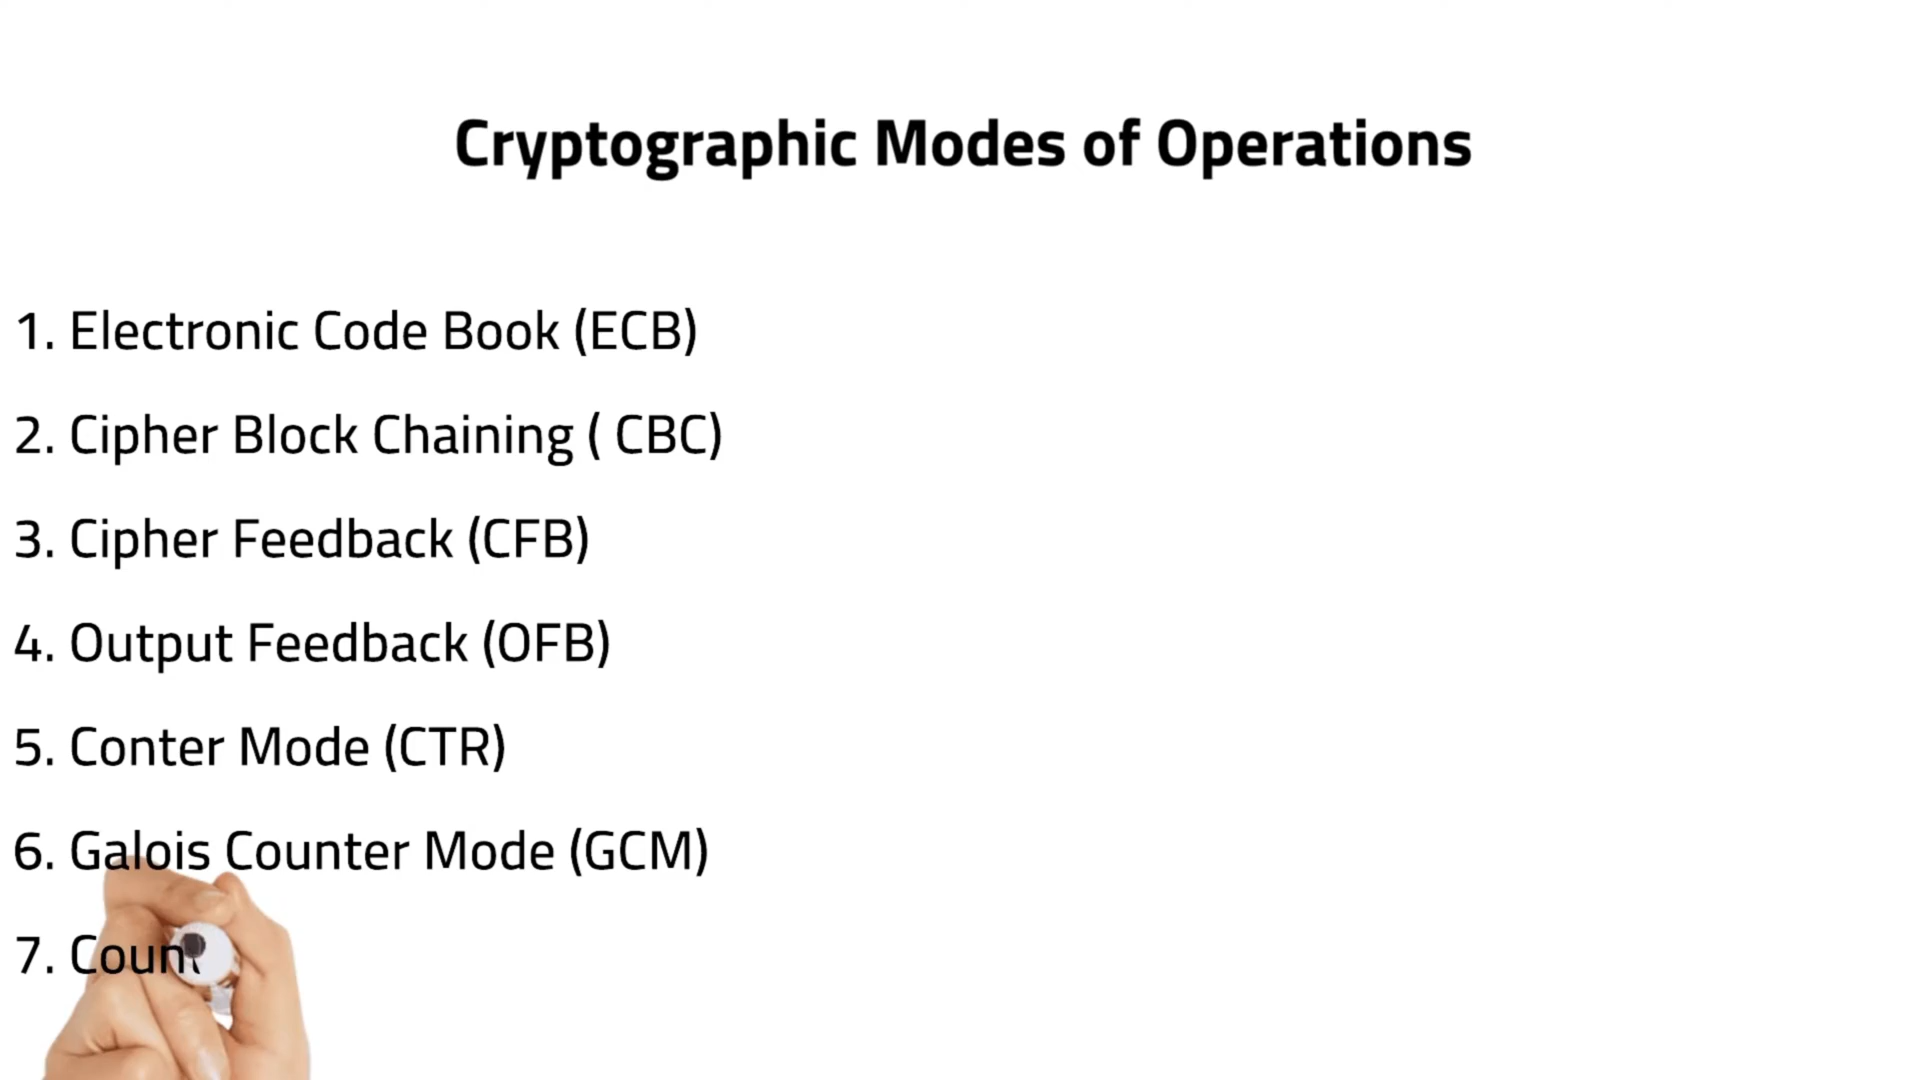 Cryptographic Modes of Operations
1. Electronic Code Book (ECB)
2. Cipher Block Chaining ( CBC)
3. Cipher Feedback (CFB)
4. Output Feedback (OFB)
5. Conter Mode (CTR)
6. Galois Counter Mode (GCM)
7. Coun